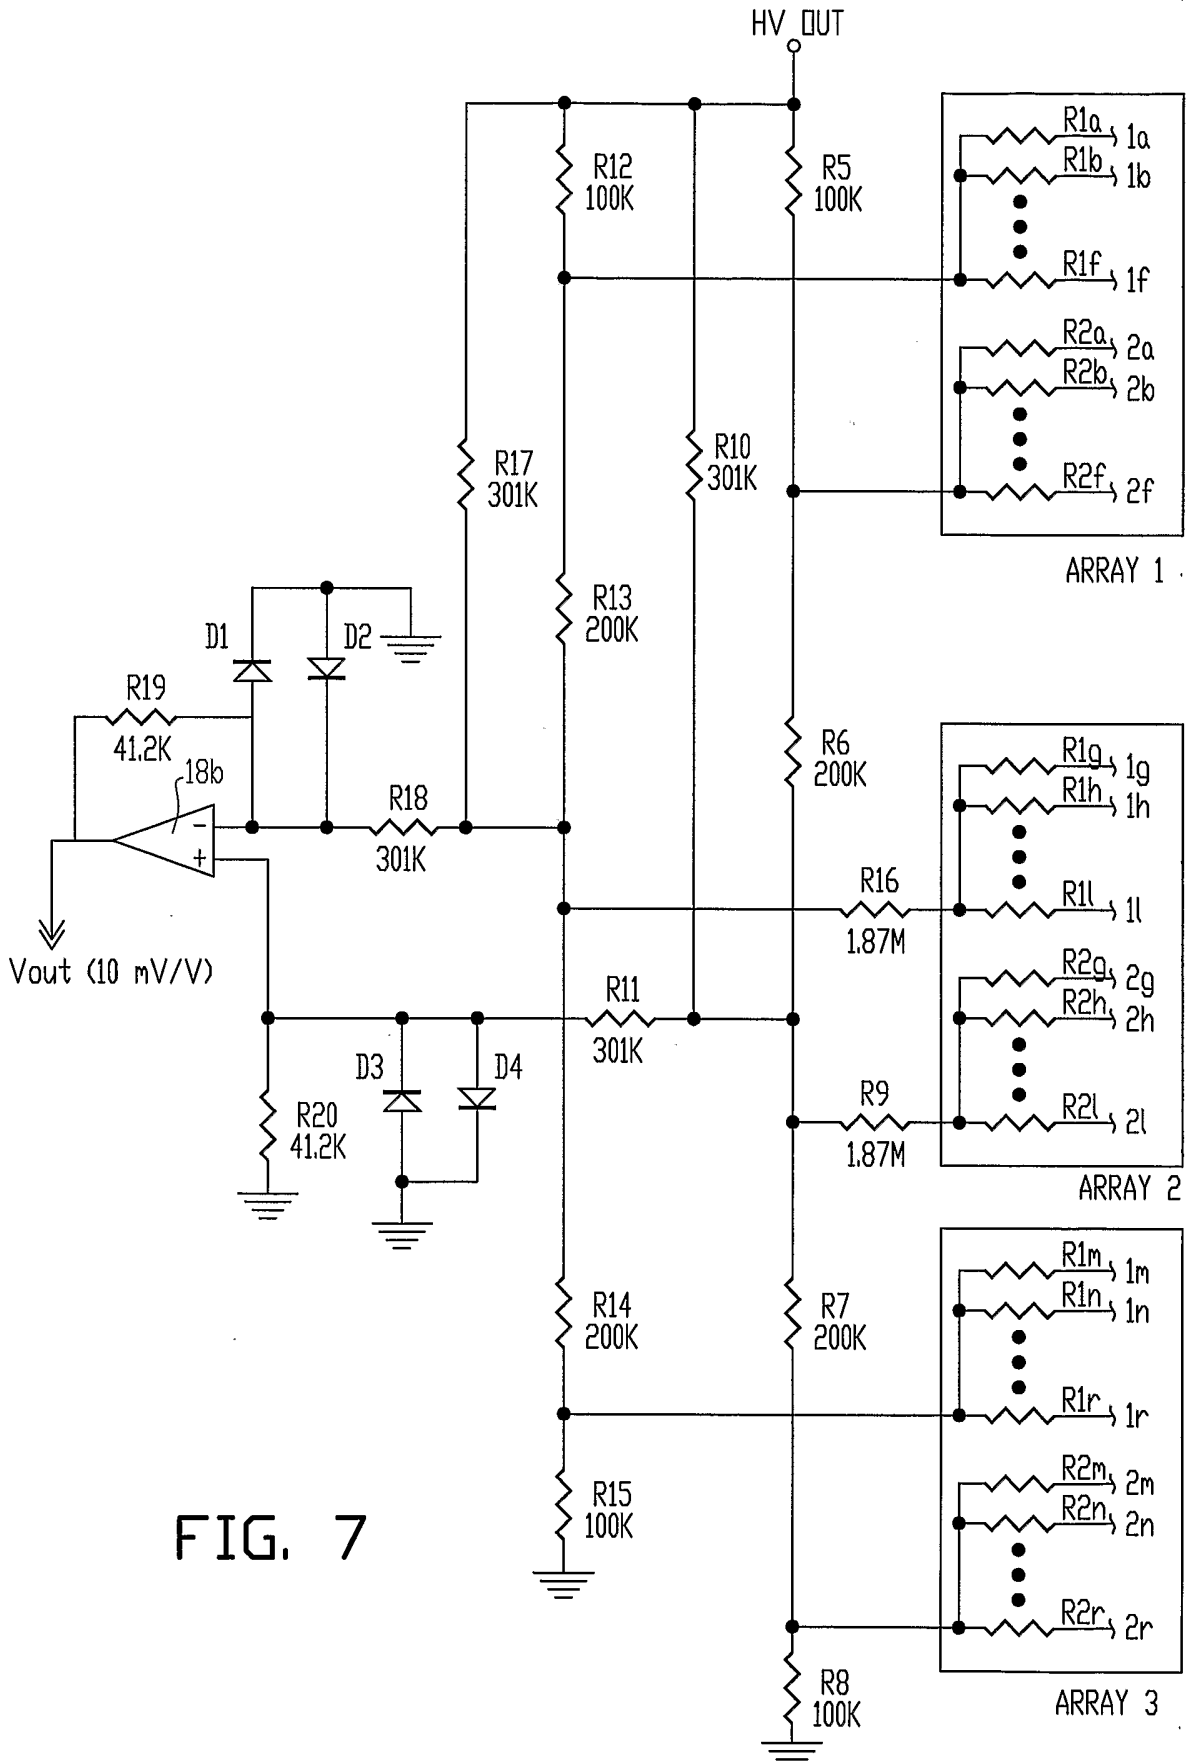 HV OUT
R12
100K
R5
100K
R1a
1a
R1b
1b
R1f
1f
R2a
2a
R2b
2b
R2f
2f
ARRAY 1
R17
301K
R10
301K
R13
200K
D1
D2
R19
41.2K
18b
R18
301K
-
+
Vout (10 mV/V)
R6
200K
R1g
1g
R1h
1h
R1l
1l
R16
1.87M
R2g
2g
R2h
2h
R2l
2l
R11
301K
R9
1.87M
ARRAY 2
D3
D4
R20
41.2K
R14
200K
R7
200K
R1m
1m
R1n
1n
R1r
1r
R2m
2m
R2n
2n
R2r
2r
ARRAY 3
R15
100K
R8
100K
FIG. 7